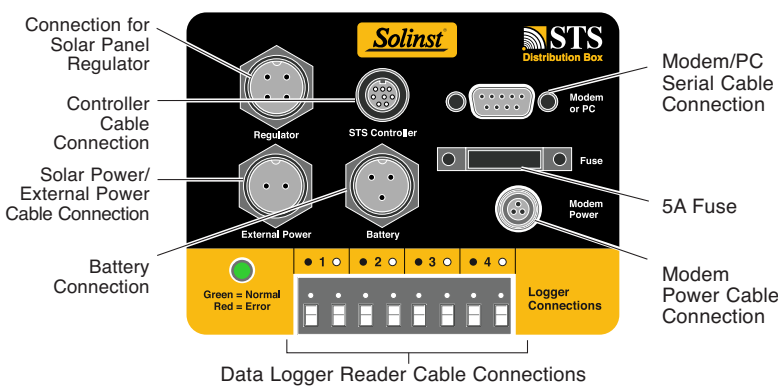 Connection for
Solar Panel
Regulator
Controller
Cable
Connection
Solar Power/
External Power
Cable Connection
Battery
Connection
Solinst
STS
Distribution Box
Regulator
STS Controller
Modem
or PC
Fuse
External Power
Battery
Modem
Power
Green = Normal
Red = Error
1
2
3
4
Logger
Connections
Modem/PC
Serial Cable
Connection
5A Fuse
Modem
Power Cable
Connection
Data Logger Reader Cable Connections